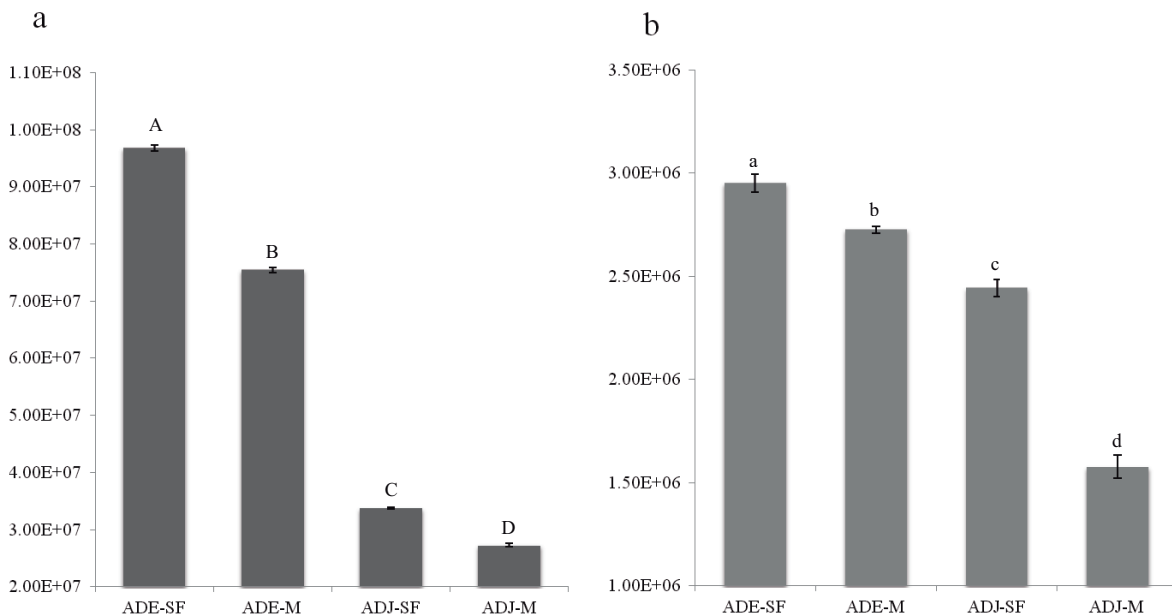 a
1.10E+08
1.00E+08
9.00E+07
8.00E+07
7.00E+07
6.00E+07
5.00E+07
4.00E+07
3.00E+07
2.00E+07
A
B
C
D
ADE-SF ADE-M ADJ-SF ADJ-M
b
3.50E+06
3.00E+06
2.50E+06
2.00E+06
1.50E+06
1.00E+06
a
b
c
d
ADE-SF ADE-M ADJ-SF ADJ-M